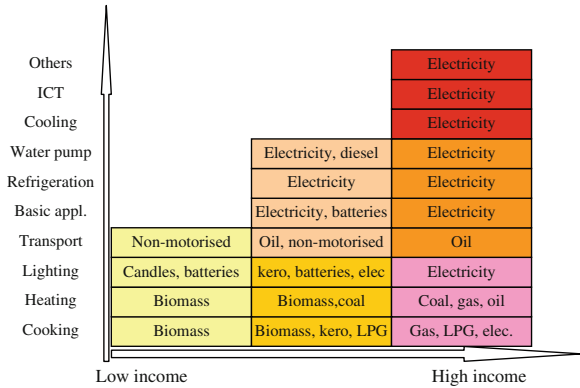 Others Electricity
ICT Electricity
Cooling Electricity
Water pump Electricity, diesel Electricity
Refrigeration Electricity Electricity
Basic appl. Electricity, batteries Electricity
Transport Non-motorised Oil, non-motorised Oil
Lighting Candles, batteries kero, batteries, elec Electricity
Heating Biomass Biomass,coal Coal, gas, oil
Cooking Biomass Biomass, kero, LPG Gas, LPG, elec.
Low income High income